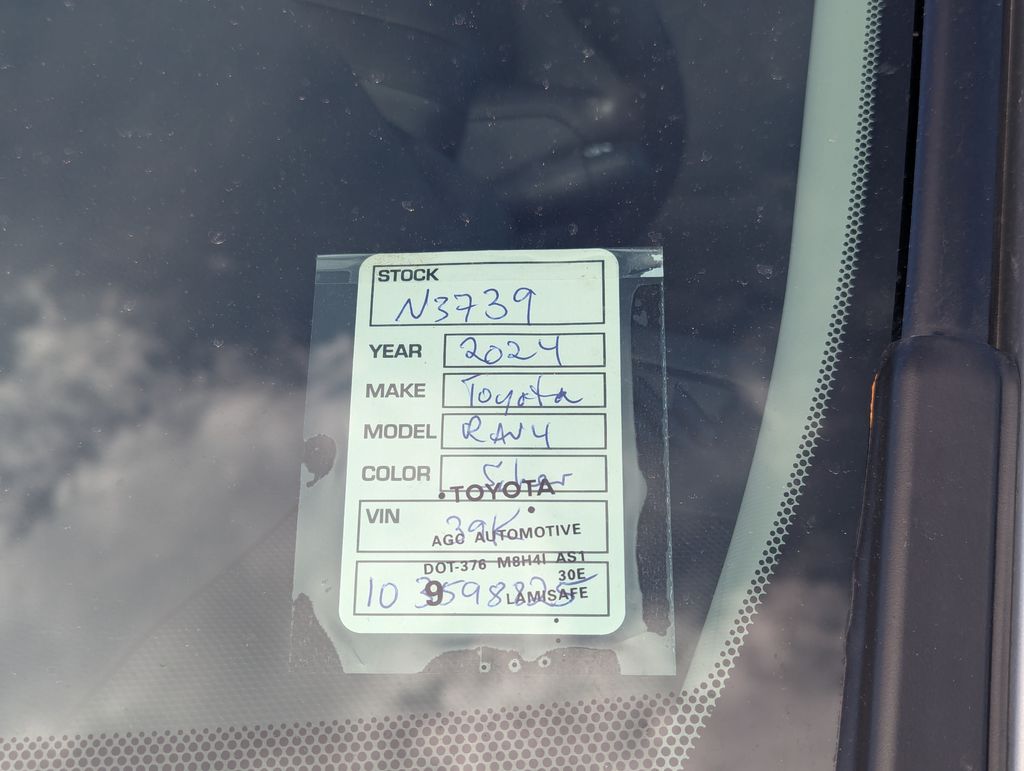 STOCK
N3739
YEAR 2024
MAKE Toyota
MODEL RAV4
COLOR Silver
TOYOTA
VIN 39K
AGC AUTOMOTIVE
DOT-376 M8H4I AS1
30E
9 LAMISAFE
10